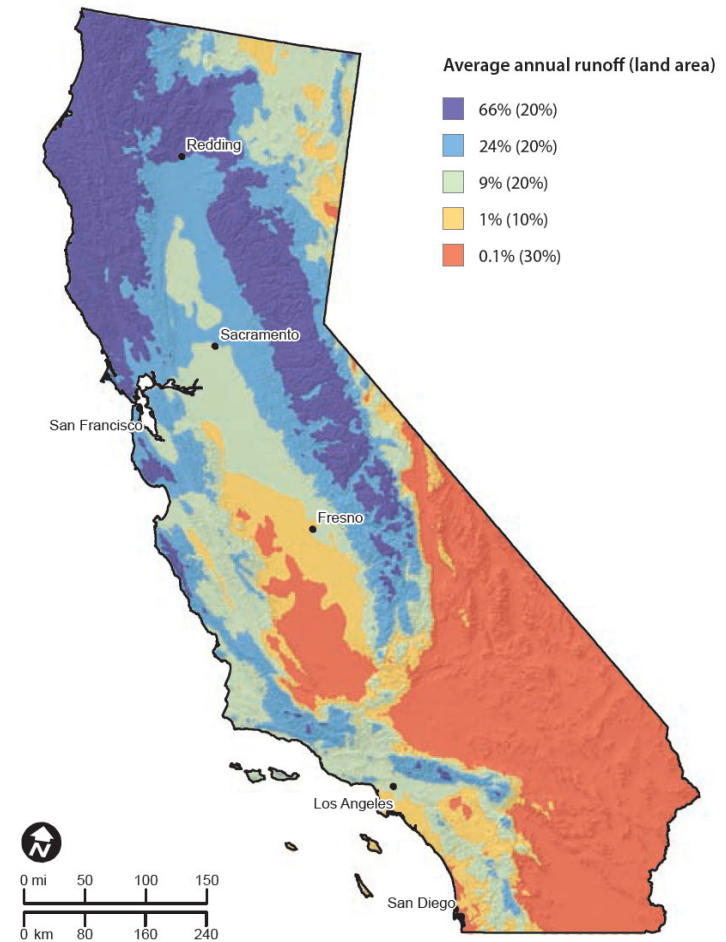 Average annual runoff (land area)
66% (20%)
24% (20%)
9% (20%)
1% (10%)
0.1% (30%)
Redding
Sacramento
San Francisco
Fresno
Los Angeles
San Diego
N
0 mi 50 100 150
0 km 80 160 240